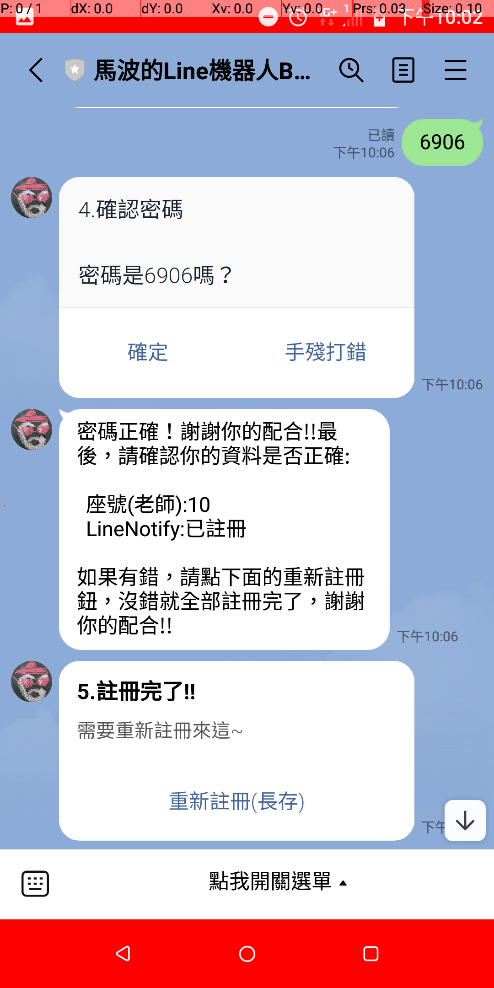 P: 0 / 1 dX: 0.0 dY: 0.0 Xv: 0.0 Yv: 0.0 Prs: 0.03 Size: 0.10
下午10:02
馬波的Line機器人B...
已讀
下午10:06
6906
4.確認密碼
密碼是6906嗎？
確定 手殘打錯
下午10:06
密碼正確！謝謝你的配合!!最
後，請確認你的資料是否正確:
座號(老師):10
LineNotify:已註冊
如果有錯，請點下面的重新註冊
鈕，沒錯就全部註冊完了，謝謝
你的配合!!
下午10:06
5.註冊完了!!
需要重新註冊來這~
重新註冊(長存)
下午
點我開關選單